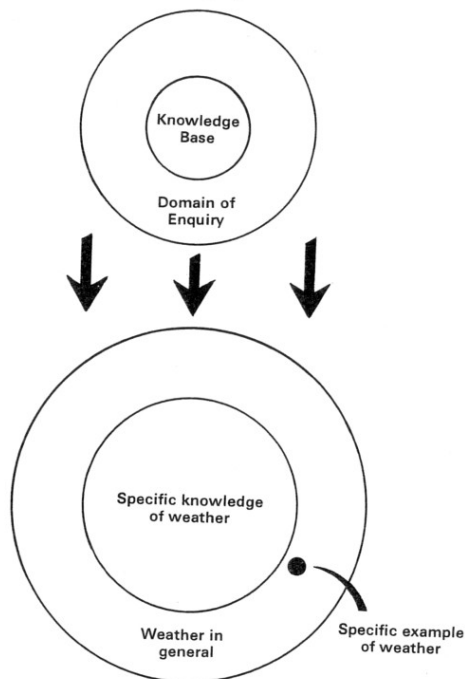 Knowledge
Base
Domain of
Enquiry
Specific knowledge
of weather
Weather in
general
Specific example
of weather